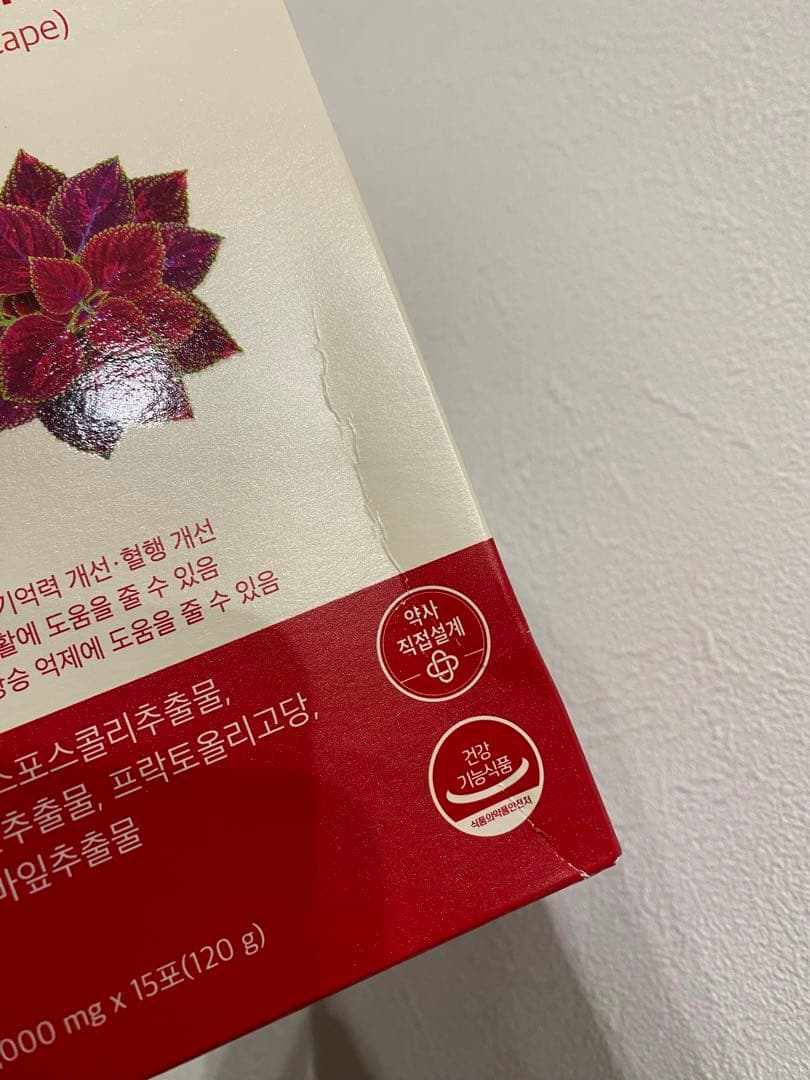 cape)
기억력 개선·혈행 개선
활에 도움을 줄 수 있음
상승 억제에 도움을 줄 수 있음
약사
직접설계
스포스콜리추출물,
추출물, 프락토올리고당,
바잎추출물
건강
기능식품
식품의약품안전처
,000 mg x 15포(120 g)